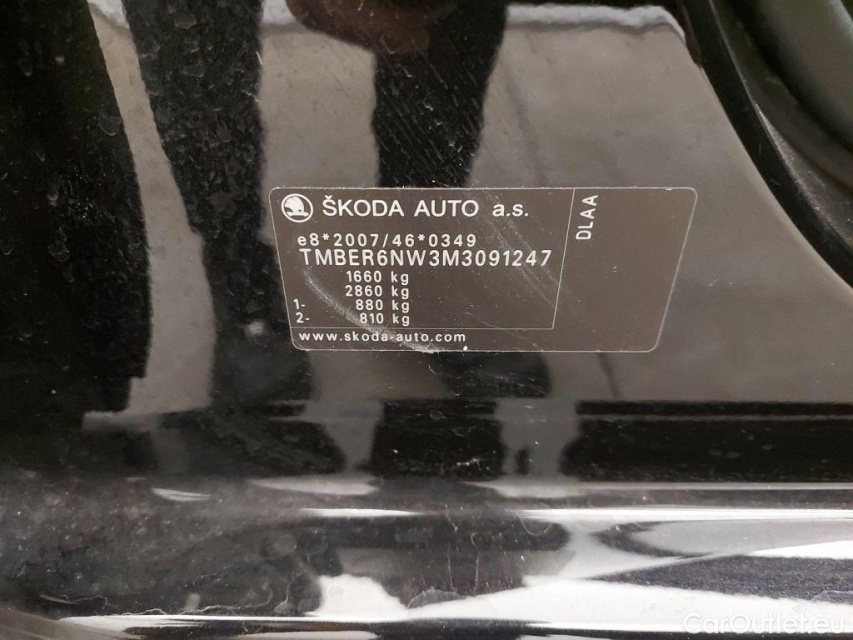 ŠKODA AUTO a.s.
DLAA
e8*2007/46*0349
TMBER6NW3M3091247
1660 kg
2860 kg
1- 880 kg
2- 810 kg
www.skoda-auto.com
CarOutlet.eu